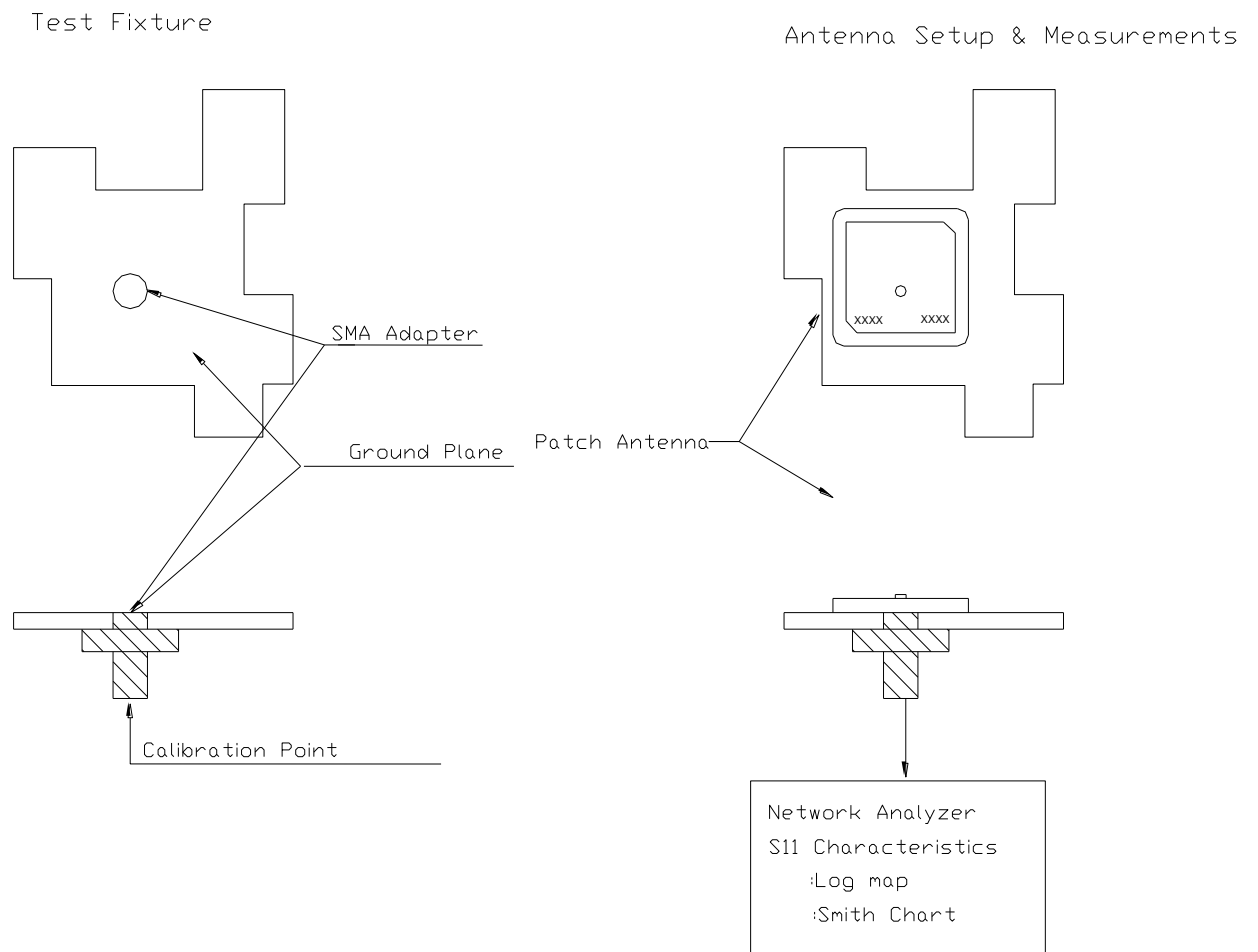 Test Fixture
Antenna Setup & Measurements
XXXX XXXX
SMA Adapter
Patch Antenna
Ground Plane
Calibration Point
Network Analyzer
S11 Characteristics
:Log map
:Smith Chart